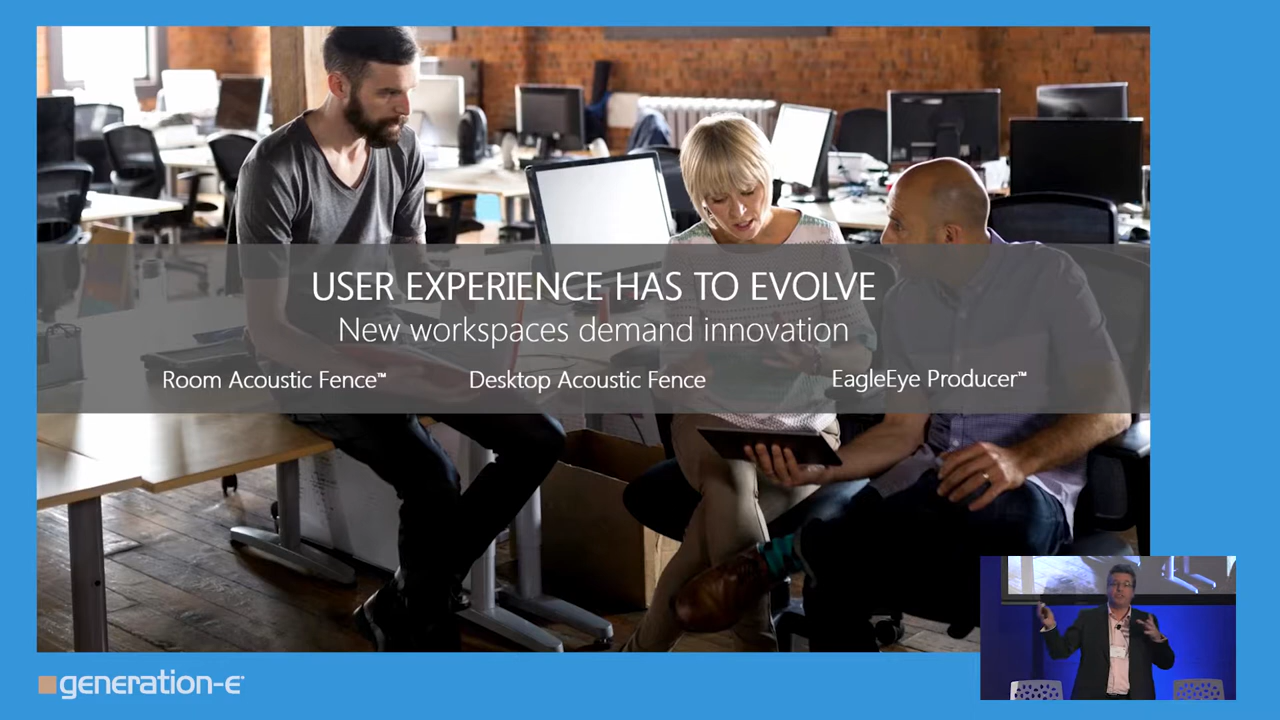 USER EXPERIENCE HAS TO EVOLVE
New workspaces demand innovation
Room Acoustic Fence™ Desktop Acoustic Fence EagleEye Producer™
generation-e